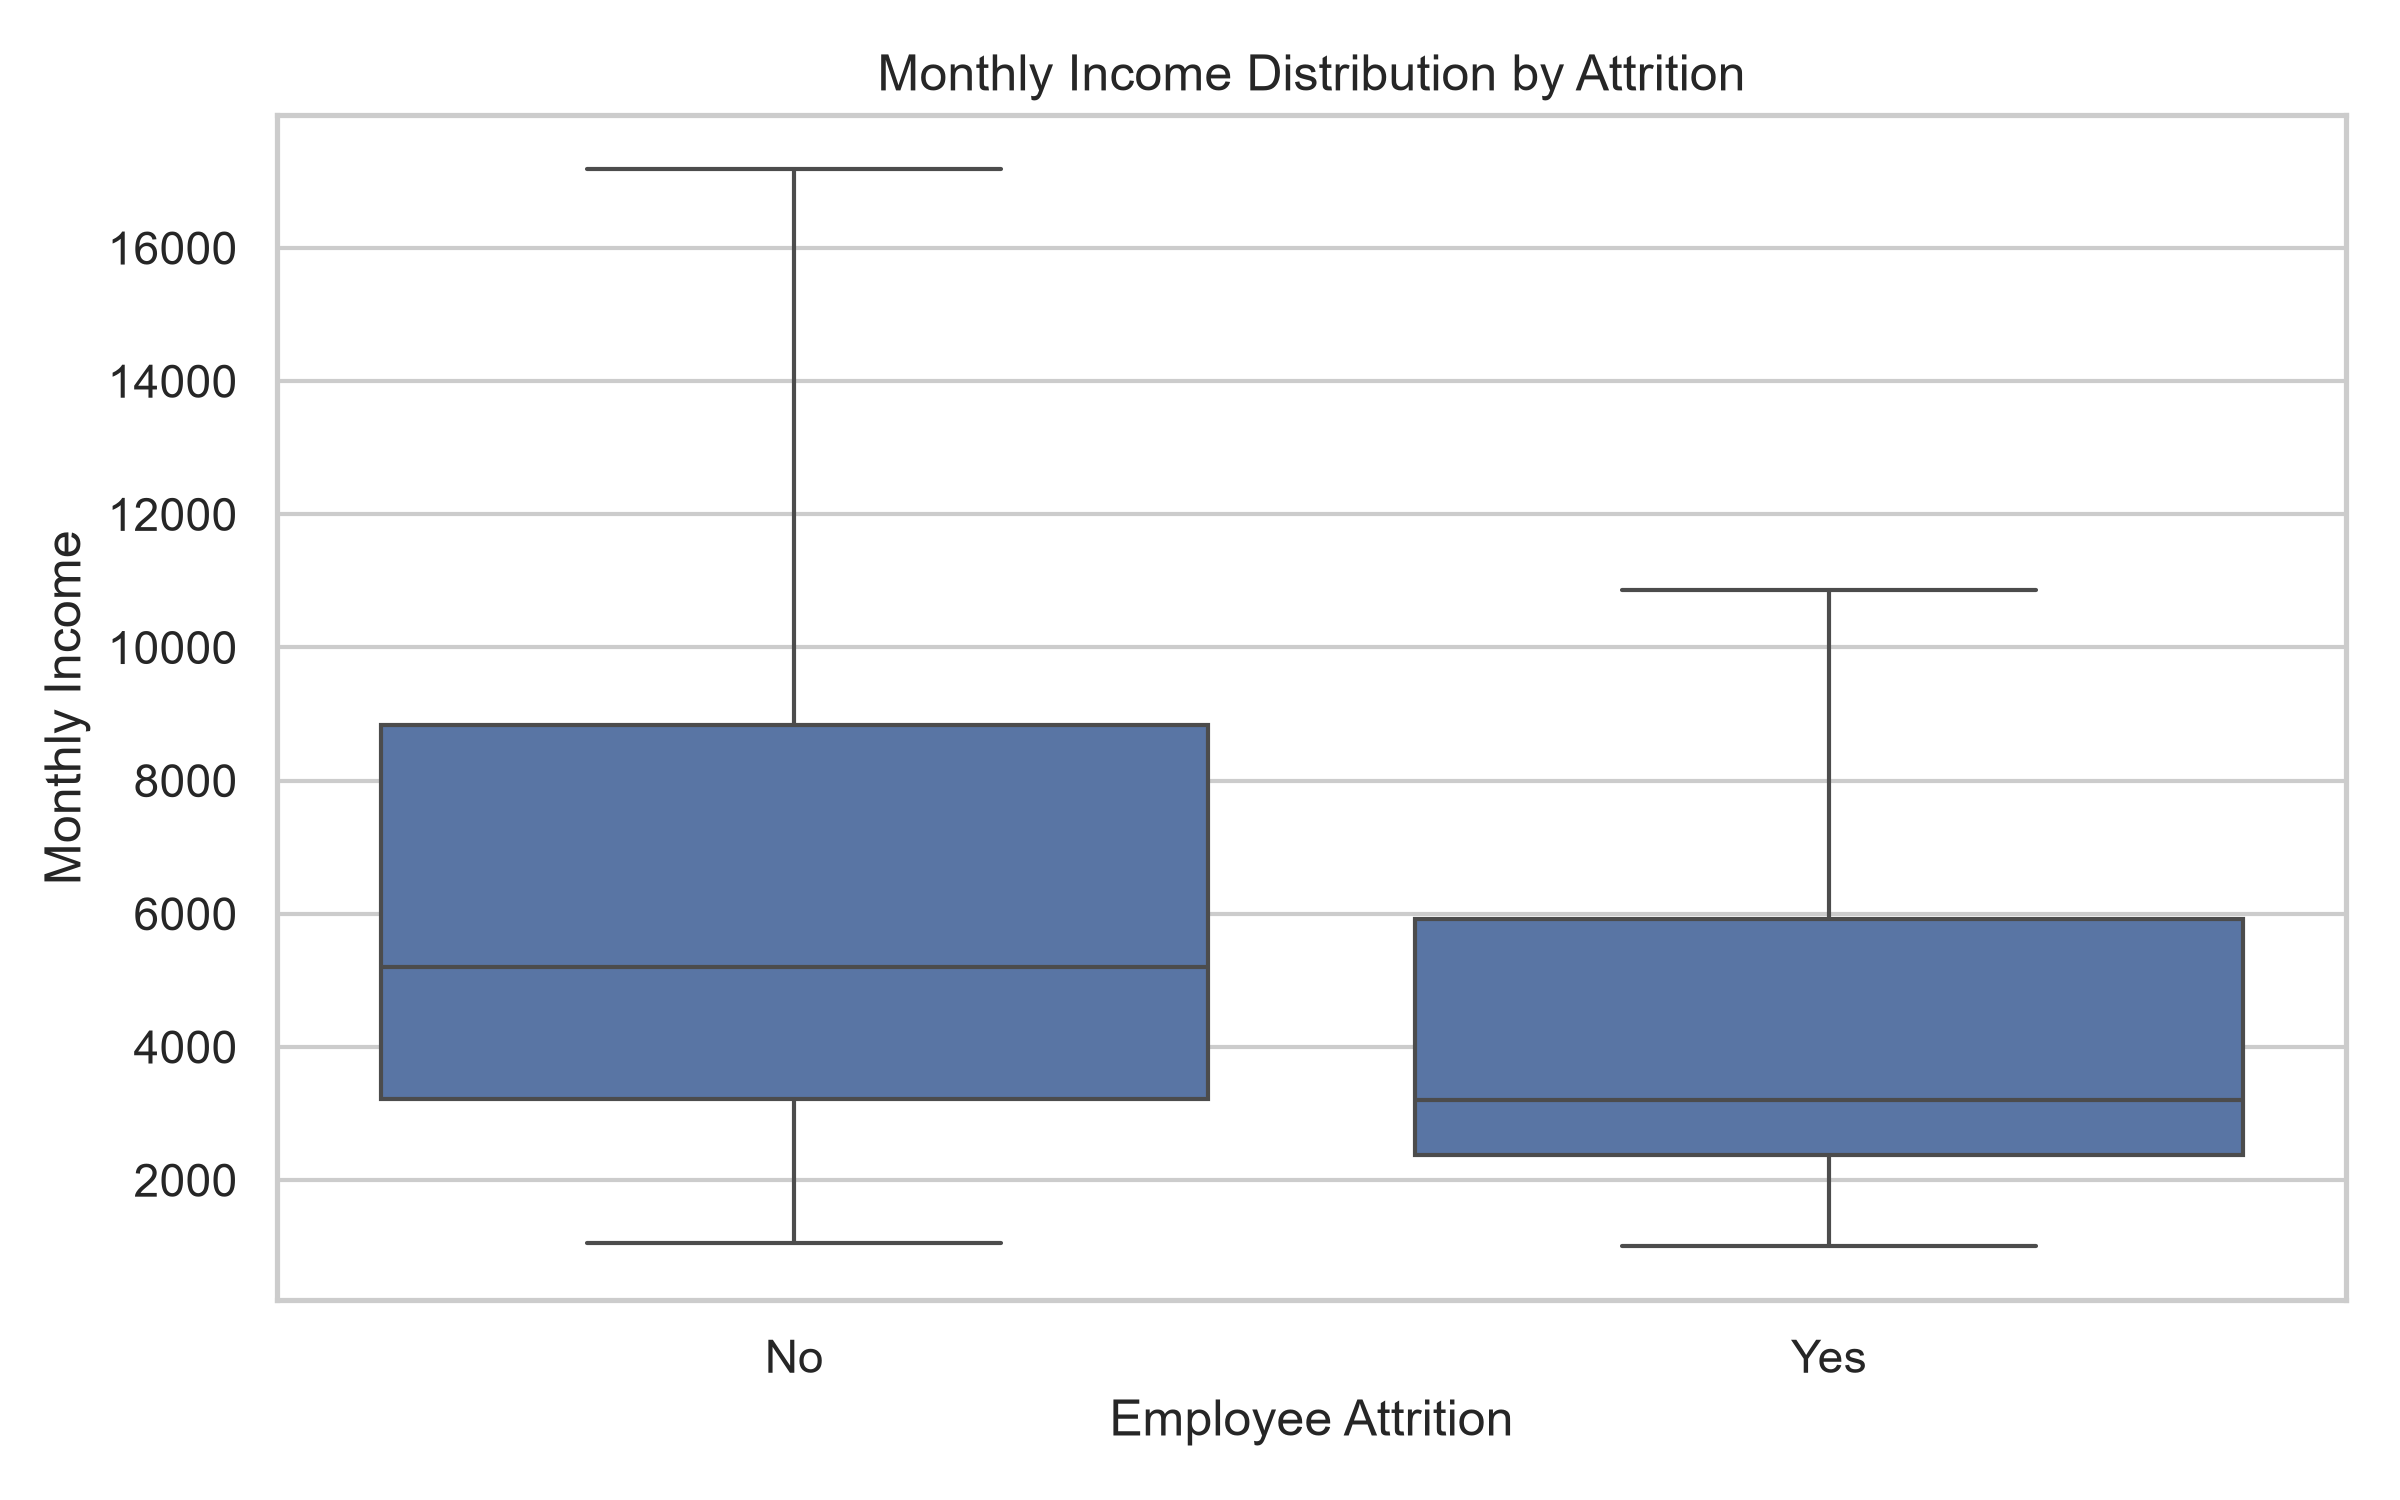 Monthly Income Distribution by Attrition
Monthly Income
16000
14000
12000
10000
8000
6000
4000
2000
No
Yes
Employee Attrition